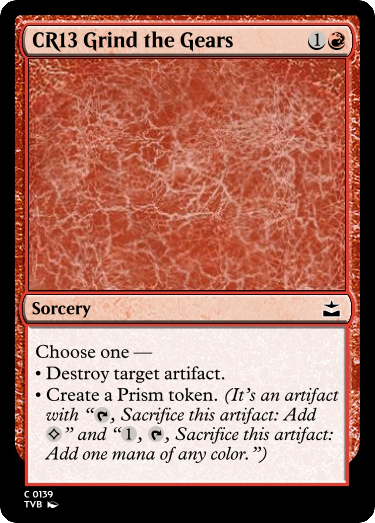 CR13 Grind the Gears 1
Sorcery
Choose one —
• Destroy target artifact.
• Create a Prism token. (It's an artifact
with “, Sacrifice this artifact: Add
” and “1, , Sacrifice this artifact:
Add one mana of any color.”)
C 0139
TVB